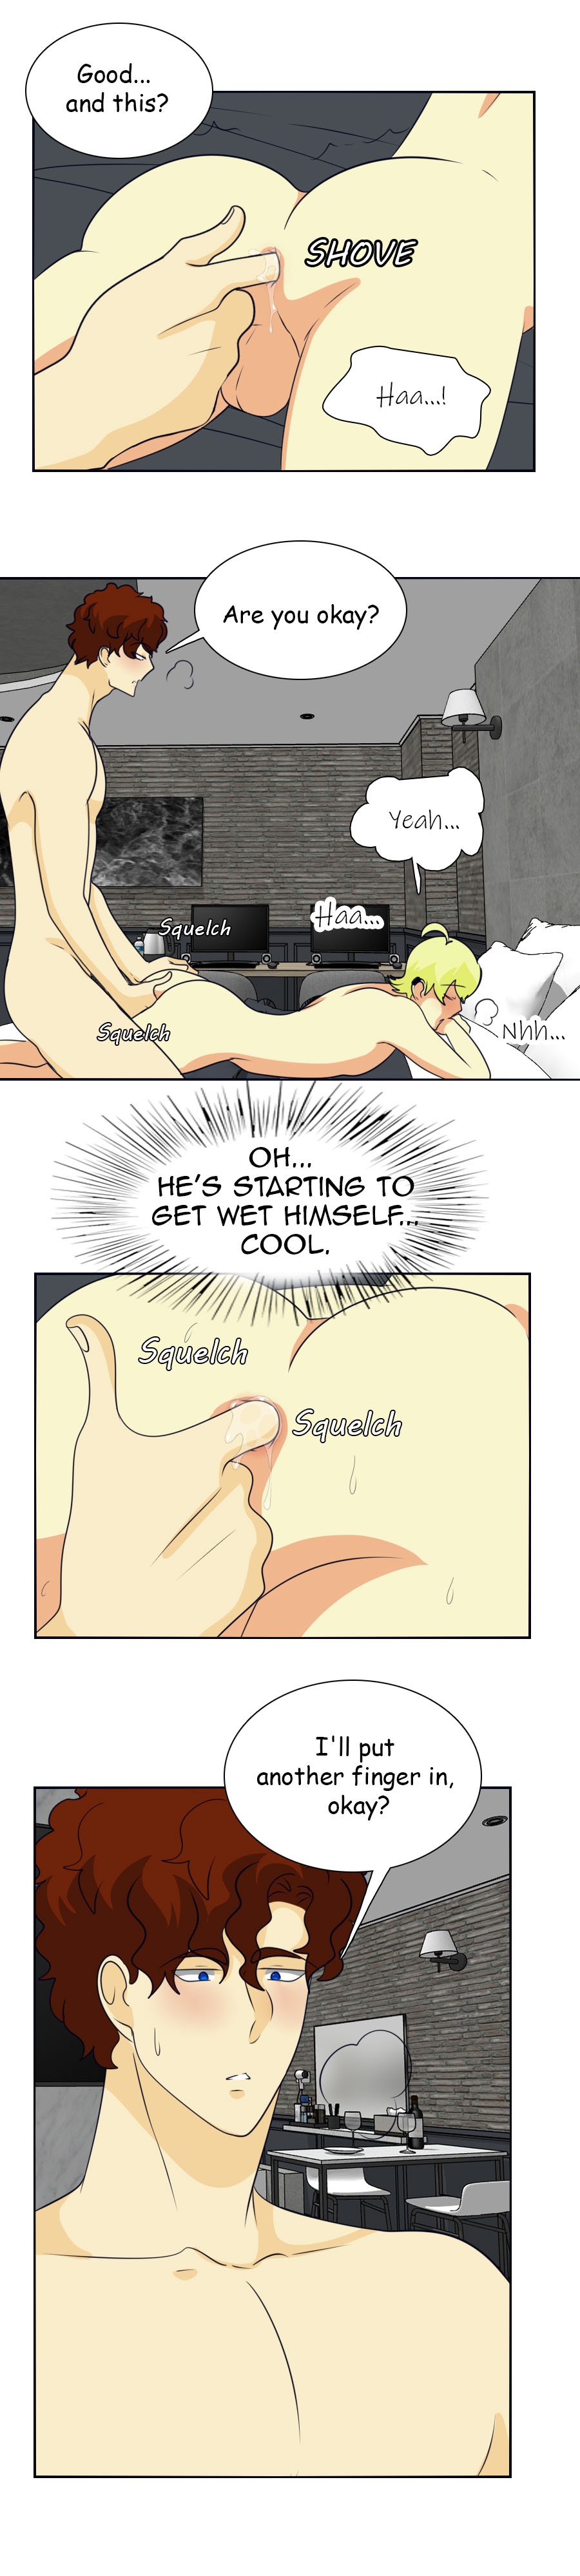 Good...
and this?
SHOVE
Haa...!
Are you okay?
Yeah...
Haa...
Squelch
Nhh...
Squelch
OH...
HE'S STARTING TO
GET WET HIMSELF...
COOL.
Squelch
Squelch
I'll put
another finger in,
okay?